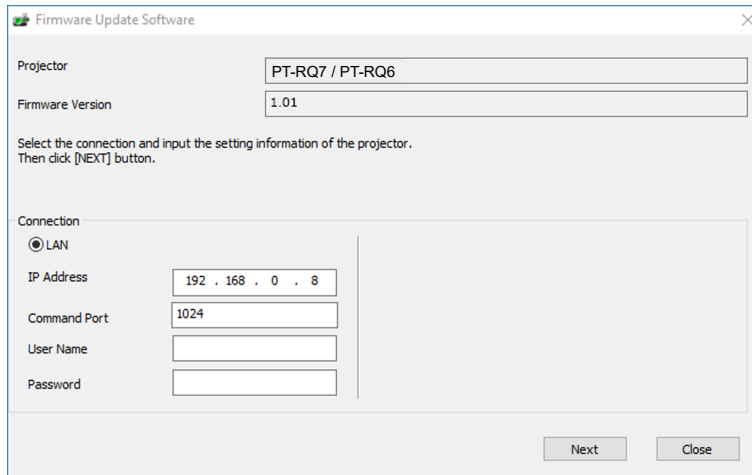 Firmware Update Software
Projector PT-RQ7 / PT-RQ6
Firmware Version 1.01
Select the connection and input the setting information of the projector.
Then click [NEXT] button.
Connection
LAN
IP Address 192 . 168 . 0 . 8
Command Port 1024
User Name
Password
Next Close